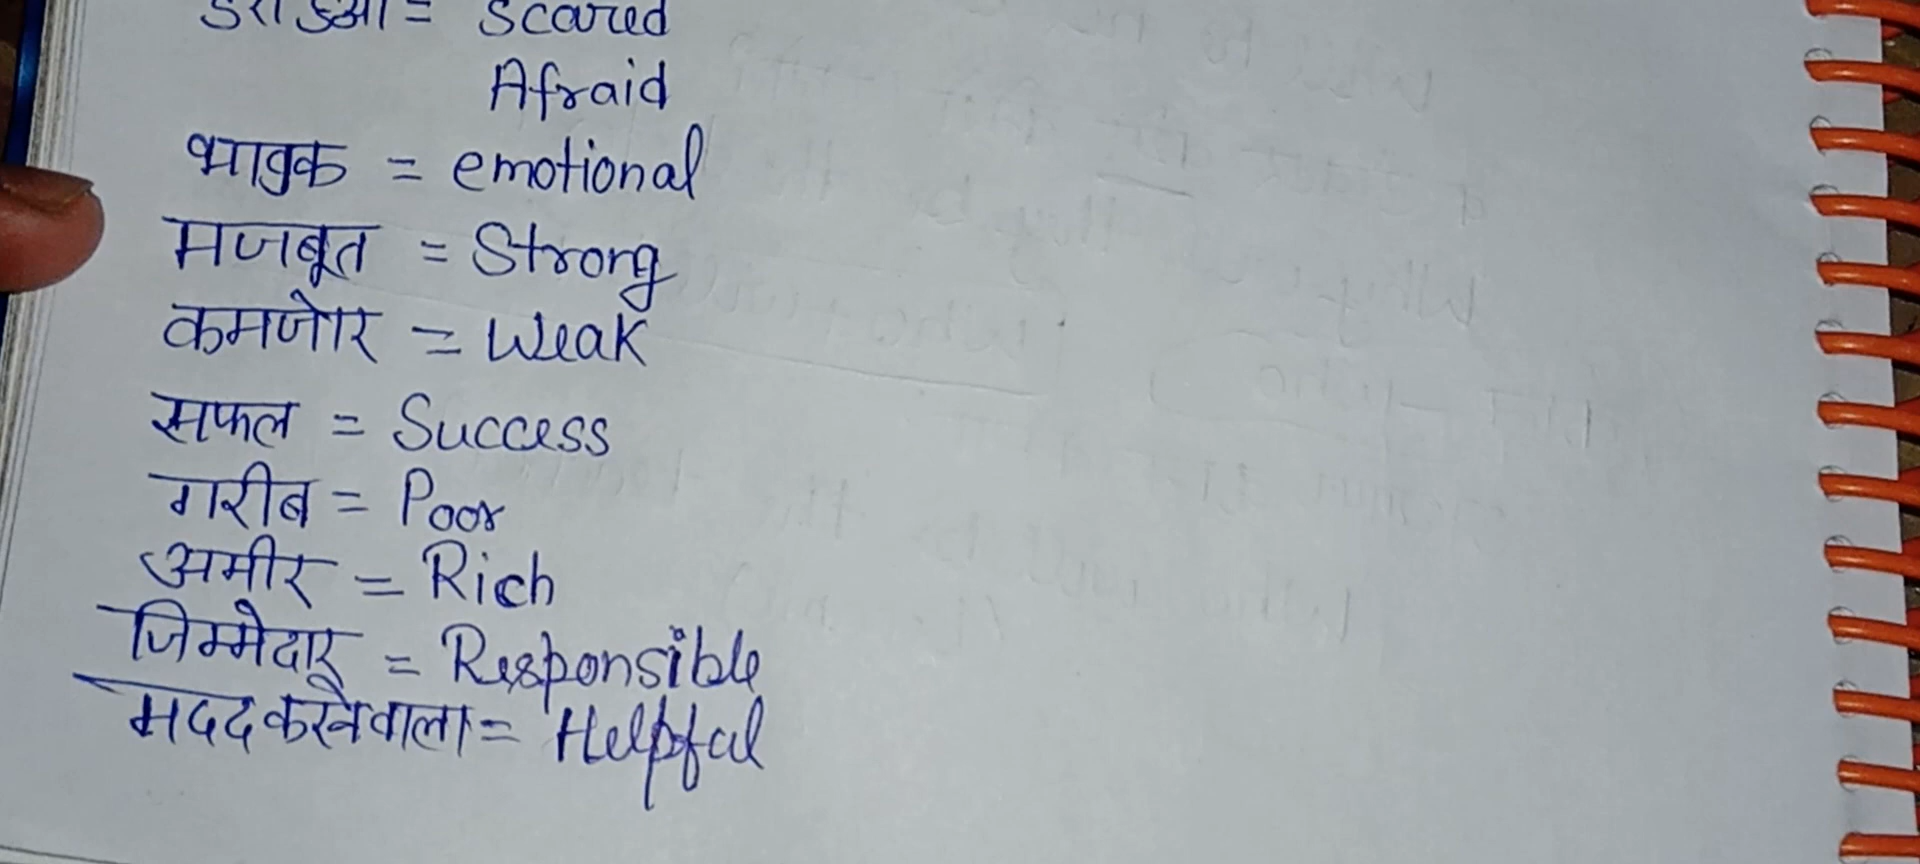 डरा हुआ = Scared
Afraid
भावुक = emotional
मजबूत = Strong
कमजोर = Weak
सफल = Success
गरीब = Poor
अमीर = Rich
जिम्मेदार = Responsible
मददकरनेवाला = Helpful